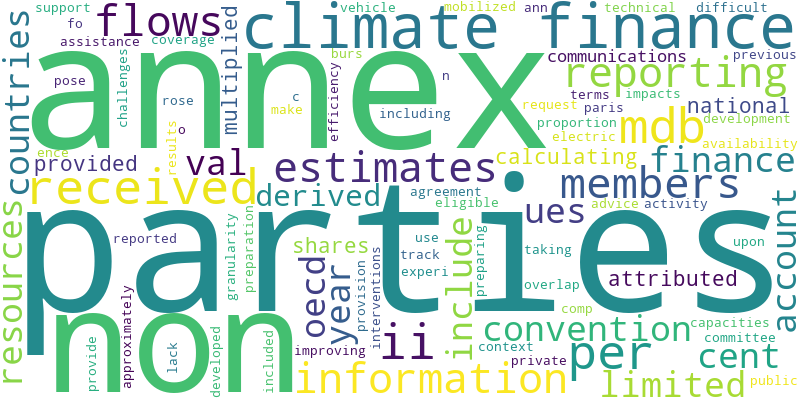 support
vehicle
mobilized
ann
technical
difficult
fo
flows
climate finance
assistance
coverage
countries
challenges
multiplied
burs
communications
previous
pose
annex
reporting
efficiency
n
rose
c
including
terms
impacts
make
request
paris
national
development
o
proportion
mdb
results
electric
availability
ence
provided
val
estimates
calculating
finance
received
derived
members
agreement
eligible
ues
advice
activity
parties
account
resources
granularity
preparation
reported
shares
oecd
year
use
track
experi
include
preparing
taking
upon
interventions
provision
overlap
attributed
non
approximately
comp
lack
developed
included
provide
improving
ii
convention
capacities
context
per
committee
cent
private
information
limited
public